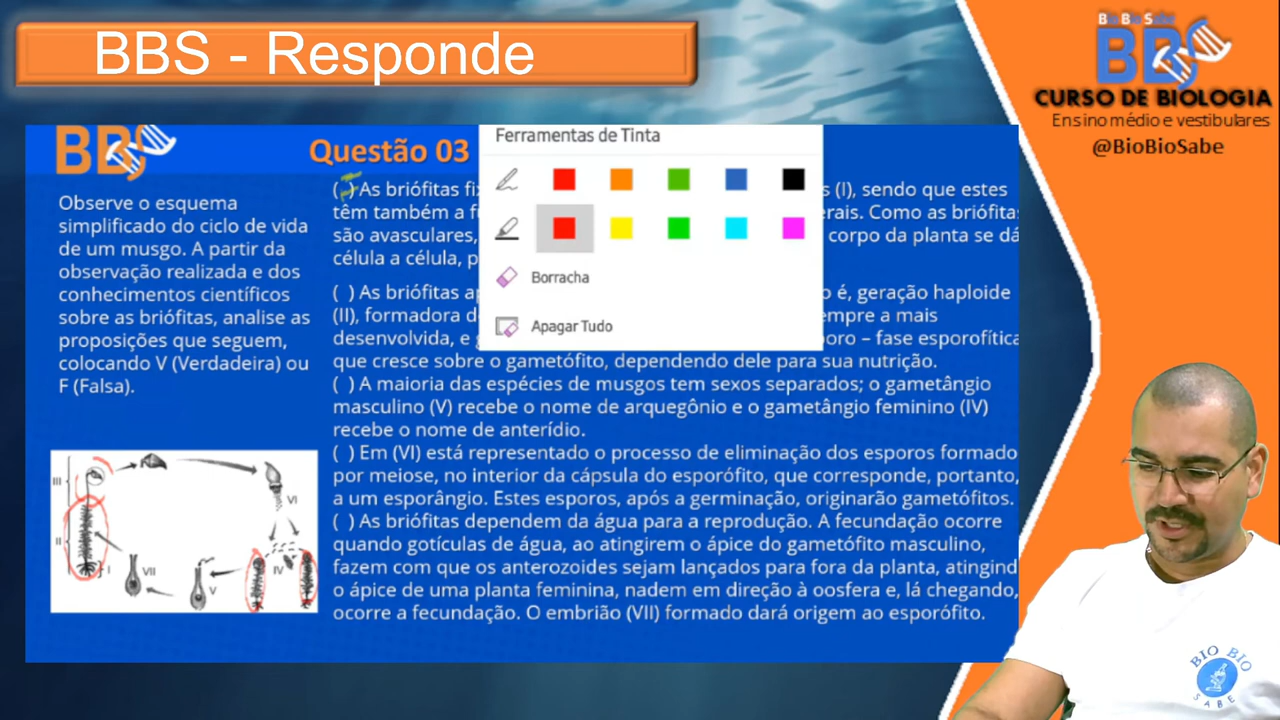 BBS - Responde
Bio Bio Sabe
BBS
CURSO DE BIOLOGIA
Ensino médio e vestibulares
@BioBioSabe
BBS
Questão 03
Ferramentas de Tinta
Borracha
Apagar Tudo
Observe o esquema
simplificado do ciclo de vida
de um musgo. A partir da
observação realizada e dos
conhecimentos científicos
sobre as briófitas, analise as
proposições que seguem,
colocando V (Verdadeira) ou
F (Falsa).
( ) As briófitas fi s (I), sendo que estes
têm também a f erais. Como as briófitas
são avasculares, corpo da planta se dá
célula a célula, p
( ) As briófitas ap o é, geração haploide
(II), formadora d empre a mais
desenvolvida, e g poro – fase esporofítica
que cresce sobre o gametófito, dependendo dele para sua nutrição.
( ) A maioria das espécies de musgos tem sexos separados; o gametângio
masculino (V) recebe o nome de arquegônio e o gametângio feminino (IV)
recebe o nome de anterídio.
( ) Em (VI) está representado o processo de eliminação dos esporos formado
por meiose, no interior da cápsula do esporófito, que corresponde, portanto,
a um esporângio. Estes esporos, após a germinação, originarão gametófitos.
( ) As briófitas dependem da água para a reprodução. A fecundação ocorre
quando gotículas de água, ao atingirem o ápice do gametófito masculino,
fazem com que os anterozoides sejam lançados para fora da planta, atingind
o ápice de uma planta feminina, nadem em direção à oosfera e, lá chegando,
ocorre a fecundação. O embrião (VII) formado dará origem ao esporófito.
III
VI
II
I
VII
V
IV
BIO BIO
SABE